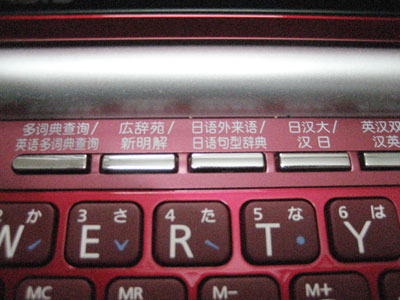 多词典查询/ 広辞苑/ 日语外来语/ 日汉大/ 英汉双
英语多词典查询 新明解 日语句型辞典 汉日 汉英
2 か 3 さ 4 た 5 な 6 は
W E R T Y
MC MR M- M+